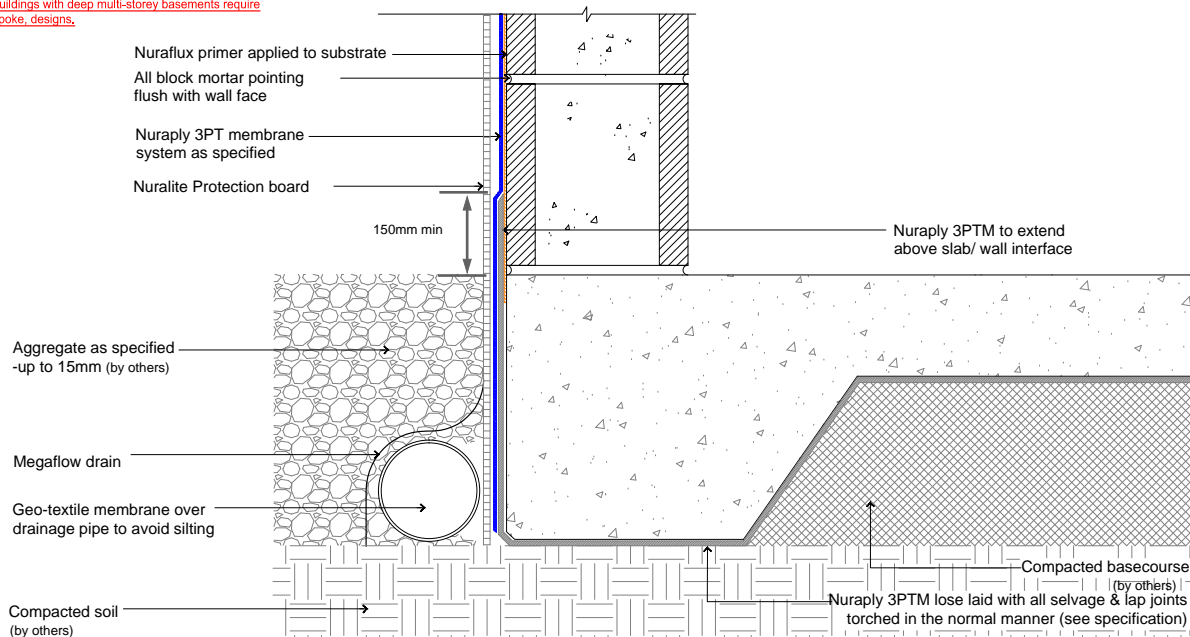 uildings with deep multi-storey basements require
poke, designs.
Nuraflux primer applied to substrate
All block mortar pointing
flush with wall face
Nuraply 3PT membrane
system as specified
Nuralite Protection board
150mm min
Nuraply 3PTM to extend
above slab/ wall interface
Aggregate as specified
-up to 15mm (by others)
Megaflow drain
Geo-textile membrane over
drainage pipe to avoid silting
Compacted basecourse
(by others)
Nuraply 3PTM lose laid with all selvage & lap joints
torched in the normal manner (see specification)
Compacted soil
(by others)